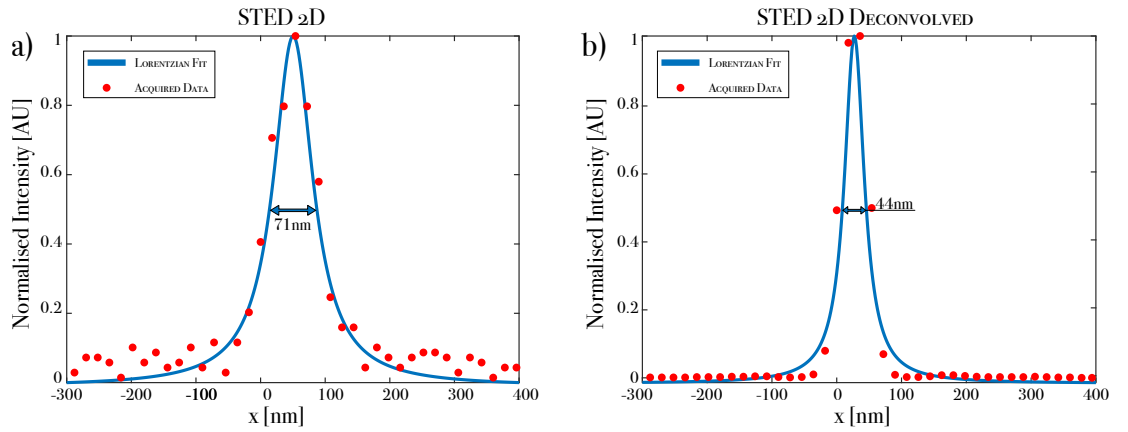 STED 2D
a)
Lorentzian Fit
Acquired Data
Normalised Intensity [AU]
1
0.8
0.6
0.4
0.2
0
71nm
-300 -200 -100 0 100 200 300 400
x [nm]
STED 2D Deconvolved
b)
Lorentzian Fit
Acquired Data
Normalised Intensity [AU]
1
0.8
0.6
0.4
0.2
0
44nm
-300 -200 -100 0 100 200 300 400
x [nm]